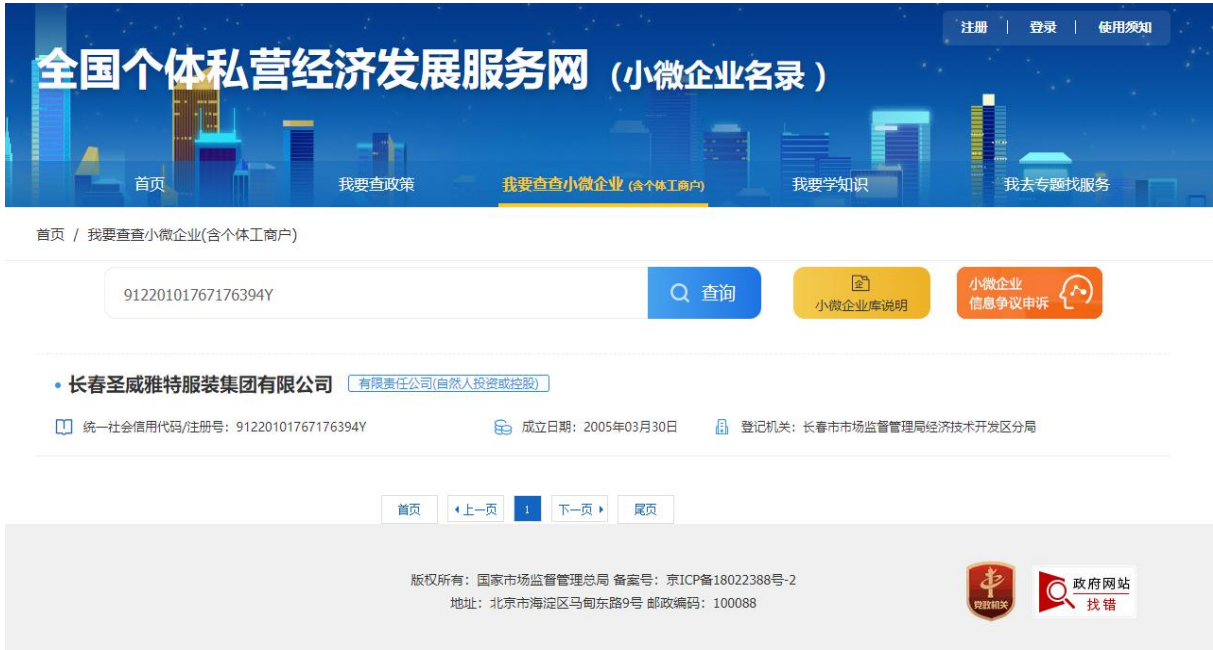 注册 | 登录 | 使用须知
全国个体私营经济发展服务网（小微企业名录）
首页 我要查政策 我要查查小微企业 (含个体工商户) 我要学知识 我去专题找服务
首页 / 我要查查小微企业(含个体工商户)
91220101767176394Y 查询
企
小微企业库说明
小微企业
信息争议申诉
长春圣威雅特服装集团有限公司 有限责任公司(自然人投资或控股)
统一社会信用代码/注册号：91220101767176394Y 成立日期：2005年03月30日 登记机关：长春市市场监督管理局经济技术开发区分局
首页 上一页 1 下一页 尾页
版权所有：国家市场监督管理总局 备案号：京ICP备18022388号-2
地址：北京市海淀区马甸东路9号 邮政编码：100088
党政机关
政府网站
找错